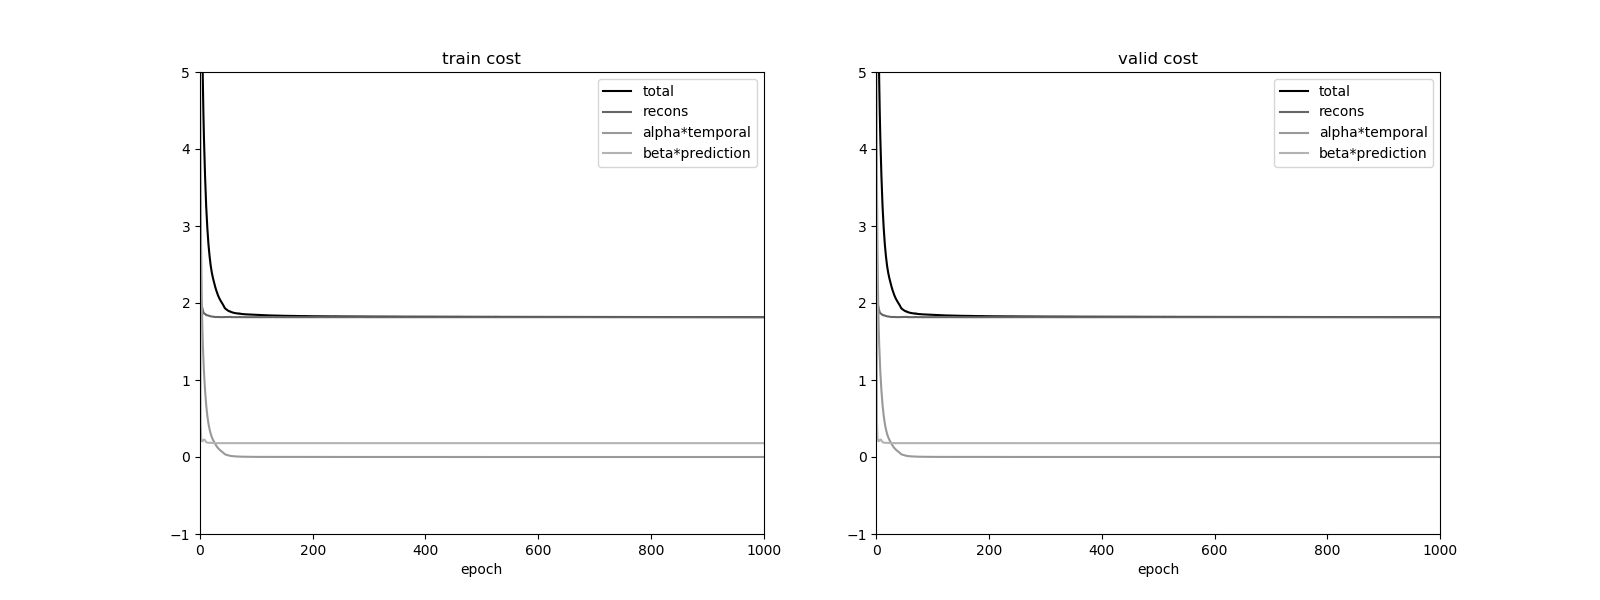 train cost
5
4
3
2
1
0
−1
total
recons
alpha*temporal
beta*prediction
0 200 400 600 800 1000
epoch
valid cost
5
4
3
2
1
0
−1
total
recons
alpha*temporal
beta*prediction
0 200 400 600 800 1000
epoch